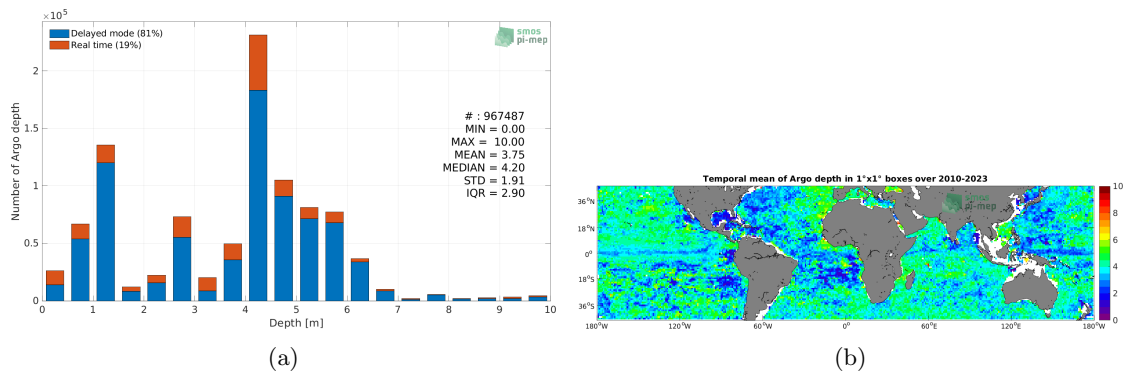 ×10⁵
Delayed mode (81%)
Real time (19%)
smos
pi-mep
2
1.5
1
0.5
0
Number of Argo depth
# : 967487
MIN = 0.00
MAX = 10.00
MEAN = 3.75
MEDIAN = 4.20
STD = 1.91
IQR = 2.90
0 1 2 3 4 5 6 7 8 9 10
Depth [m]
(a)
Temporal mean of Argo depth in 1°x1° boxes over 2010-2023
smos
pi-mep
36°N
18°N
0°
18°S
36°S
180°W 120°W 60°W 0° 60°E 120°E 180°W
10
8
6
4
2
0
(b)